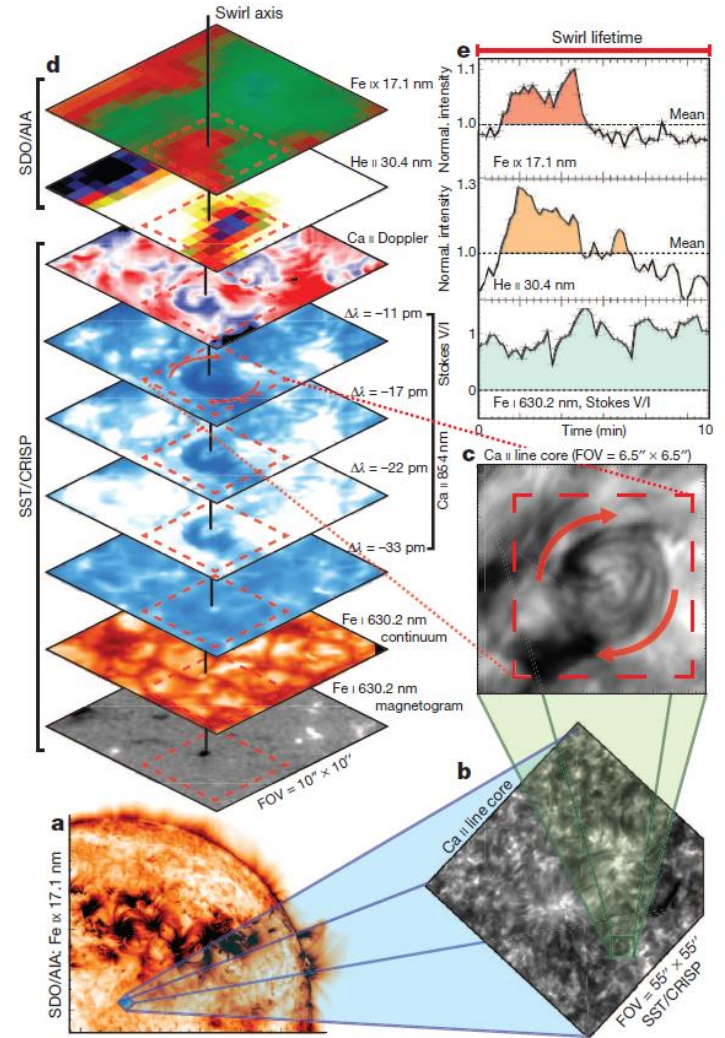 Swirl axis
d
SDO/AIA
Fe IX 17.1 nm
He II 30.4 nm
SST/CRISP
Ca II Doppler
Δλ = −11 pm
Δλ = −17 pm
Δλ = −22 pm
Δλ = −33 pm
Ca II 854 nm
Fe I 630.2 nm
continuum
Fe I 630.2 nm
magnetogram
FOV = 10″ × 10″
Swirl lifetime
e
Normal. intensity
1.1
1.0
Mean
Fe IX 17.1 nm
Normal. intensity
1.3
1.0
Mean
He II 30.4 nm
Stokes V/I
1
0
Fe I 630.2 nm, Stokes V/I
0
Time (min)
10
c
Ca II line core (FOV = 6.5″ × 6.5″)
b
Ca II line core
FOV = 55″ × 55″
SST/CRISP
a
SDO/AIA: Fe IX 17.1 nm